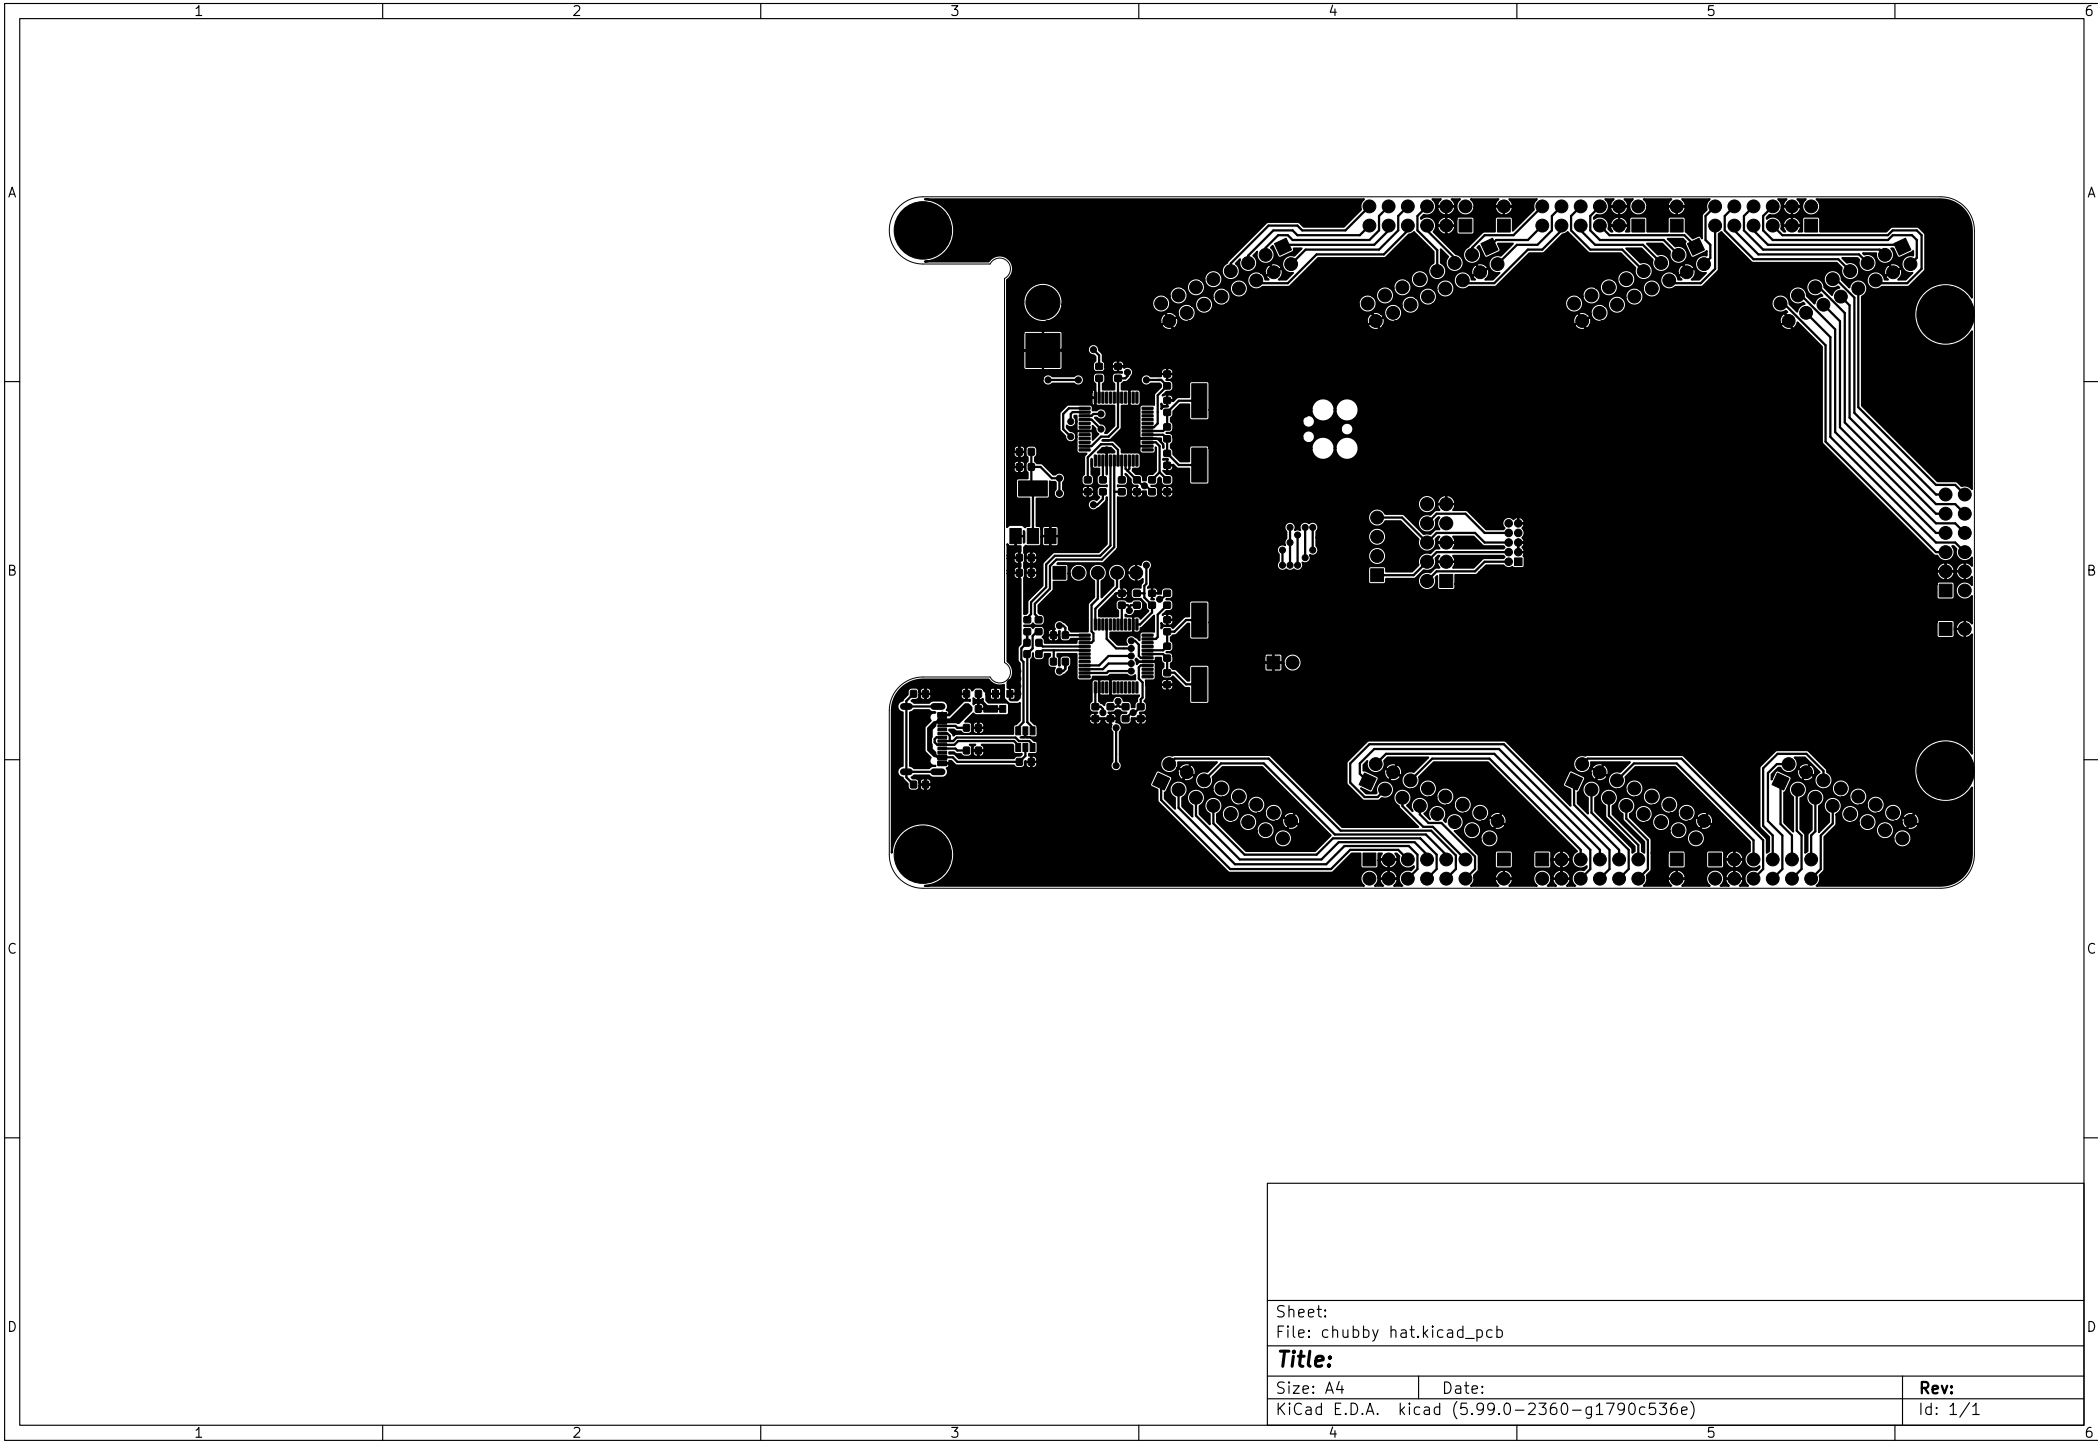 1 2 3 4 5 6
A A
B B
C C
D D
Sheet:
File: chubby hat.kicad_pcb
Title:
Size: A4 Date: Rev:
KiCad E.D.A. kicad (5.99.0-2360-g1790c536e) Id: 1/1
1 2 3 4 5 6